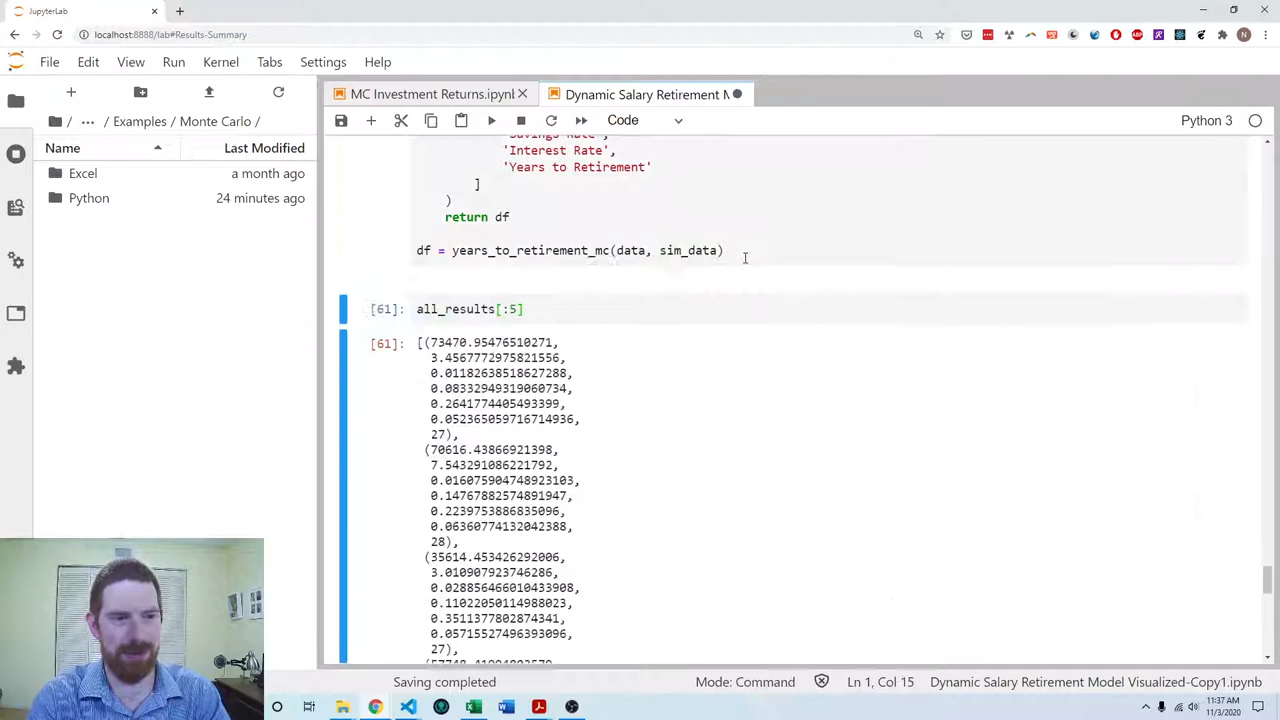 JupyterLab
localhost:8888/lab#Results-Summary
N
File Edit View Run Kernel Tabs Settings Help
MC Investment Returns.ipynb
Dynamic Salary Retirement M
Code
Python 3
/ ... / Examples / Monte Carlo /
Name Last Modified
Excel a month ago
Python 24 minutes ago
'Savings Rate',
'Interest Rate',
'Years to Retirement'
]
)
return df
df = years_to_retirement_mc(data, sim_data)
[61]: all_results[:5]
[61]: [(73470.95476510271,
3.4567772975821556,
0.01182638518627288,
0.08332949319060734,
0.2641774405493399,
0.052365059716714936,
27),
(70616.43866921398,
7.543291086221792,
0.016075904748923103,
0.14767882574891947,
0.2239753886835096,
0.06360774132042388,
28),
(35614.453426292006,
3.010907923746286,
0.028856466010433908,
0.11022050114988023,
0.3511377802874341,
0.05715527496393096,
27),
Saving completed
Mode: Command
Ln 1, Col 15
Dynamic Salary Retirement Model Visualized-Copy1.ipynb
11:37 AM
11/3/2020